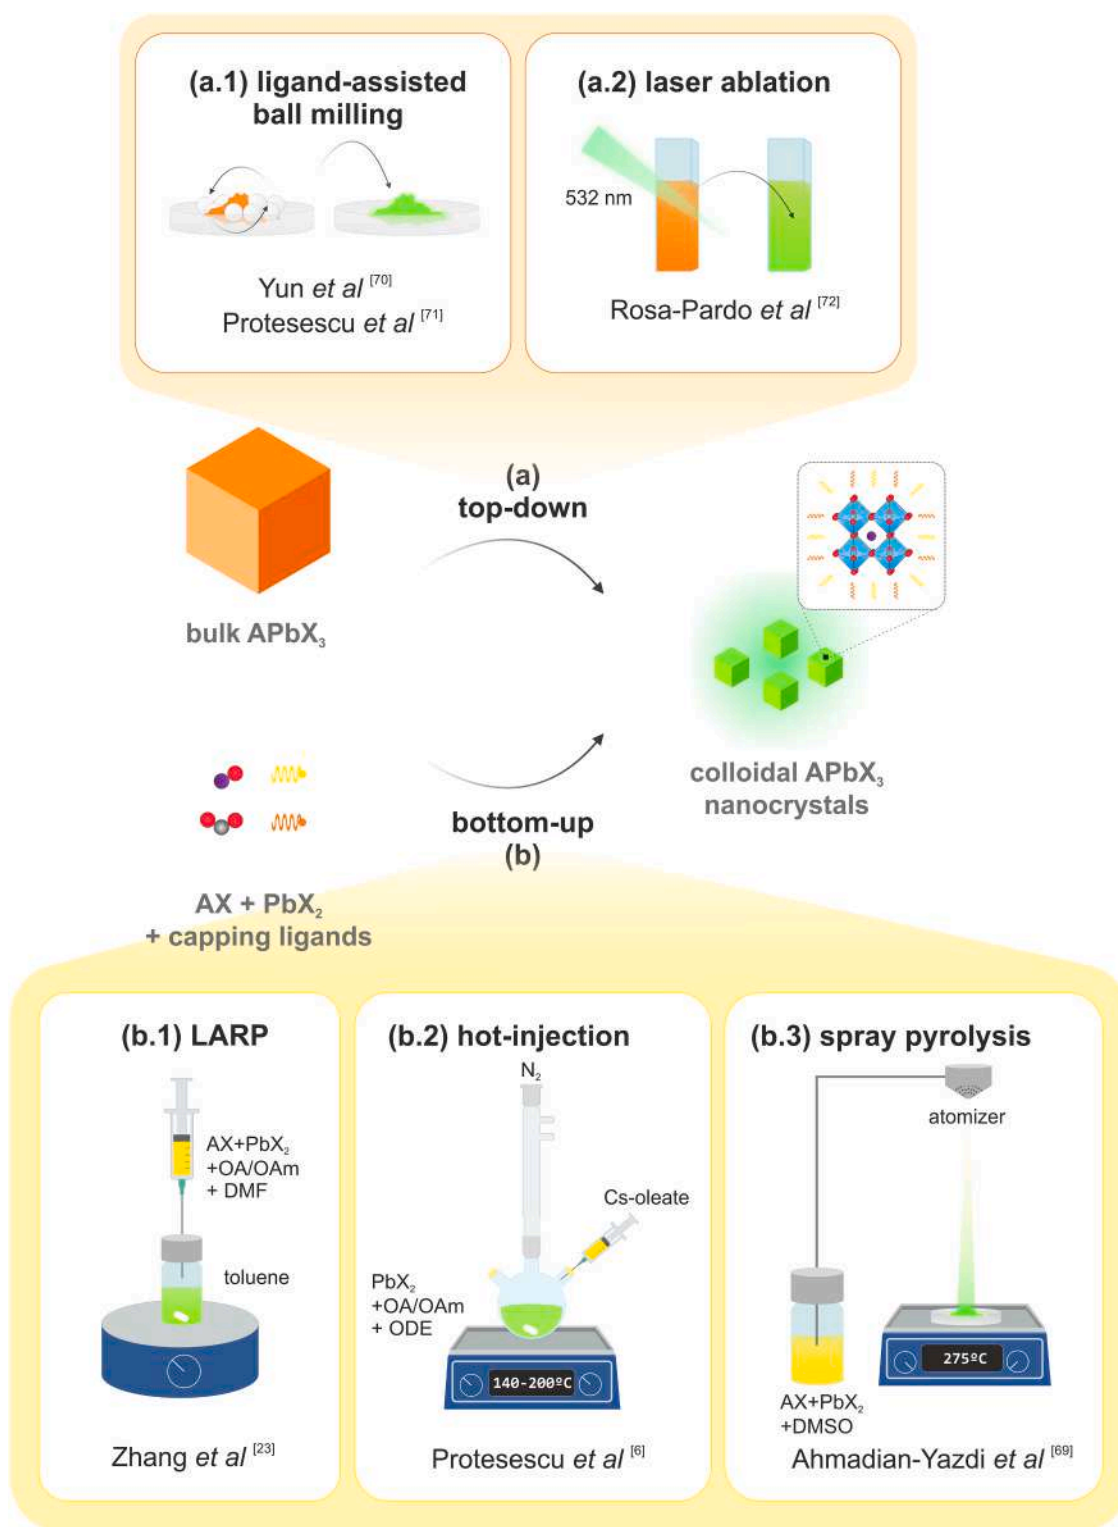 (a.1) ligand-assisted
ball milling
Yun et al [70]
Protesescu et al [71]
(a.2) laser ablation
532 nm
Rosa-Pardo et al [72]
(a)
top-down
bulk APbX₃
colloidal APbX₃
nanocrystals
bottom-up
(b)
AX + PbX₂
+ capping ligands
(b.1) LARP
AX+PbX₂
+OA/OAm
+ DMF
toluene
Zhang et al [23]
(b.2) hot-injection
N₂
Cs-oleate
PbX₂
+OA/OAm
+ ODE
140-200ºC
Protesescu et al [6]
(b.3) spray pyrolysis
atomizer
275ºC
AX+PbX₂
+DMSO
Ahmadian-Yazdi et al [69]